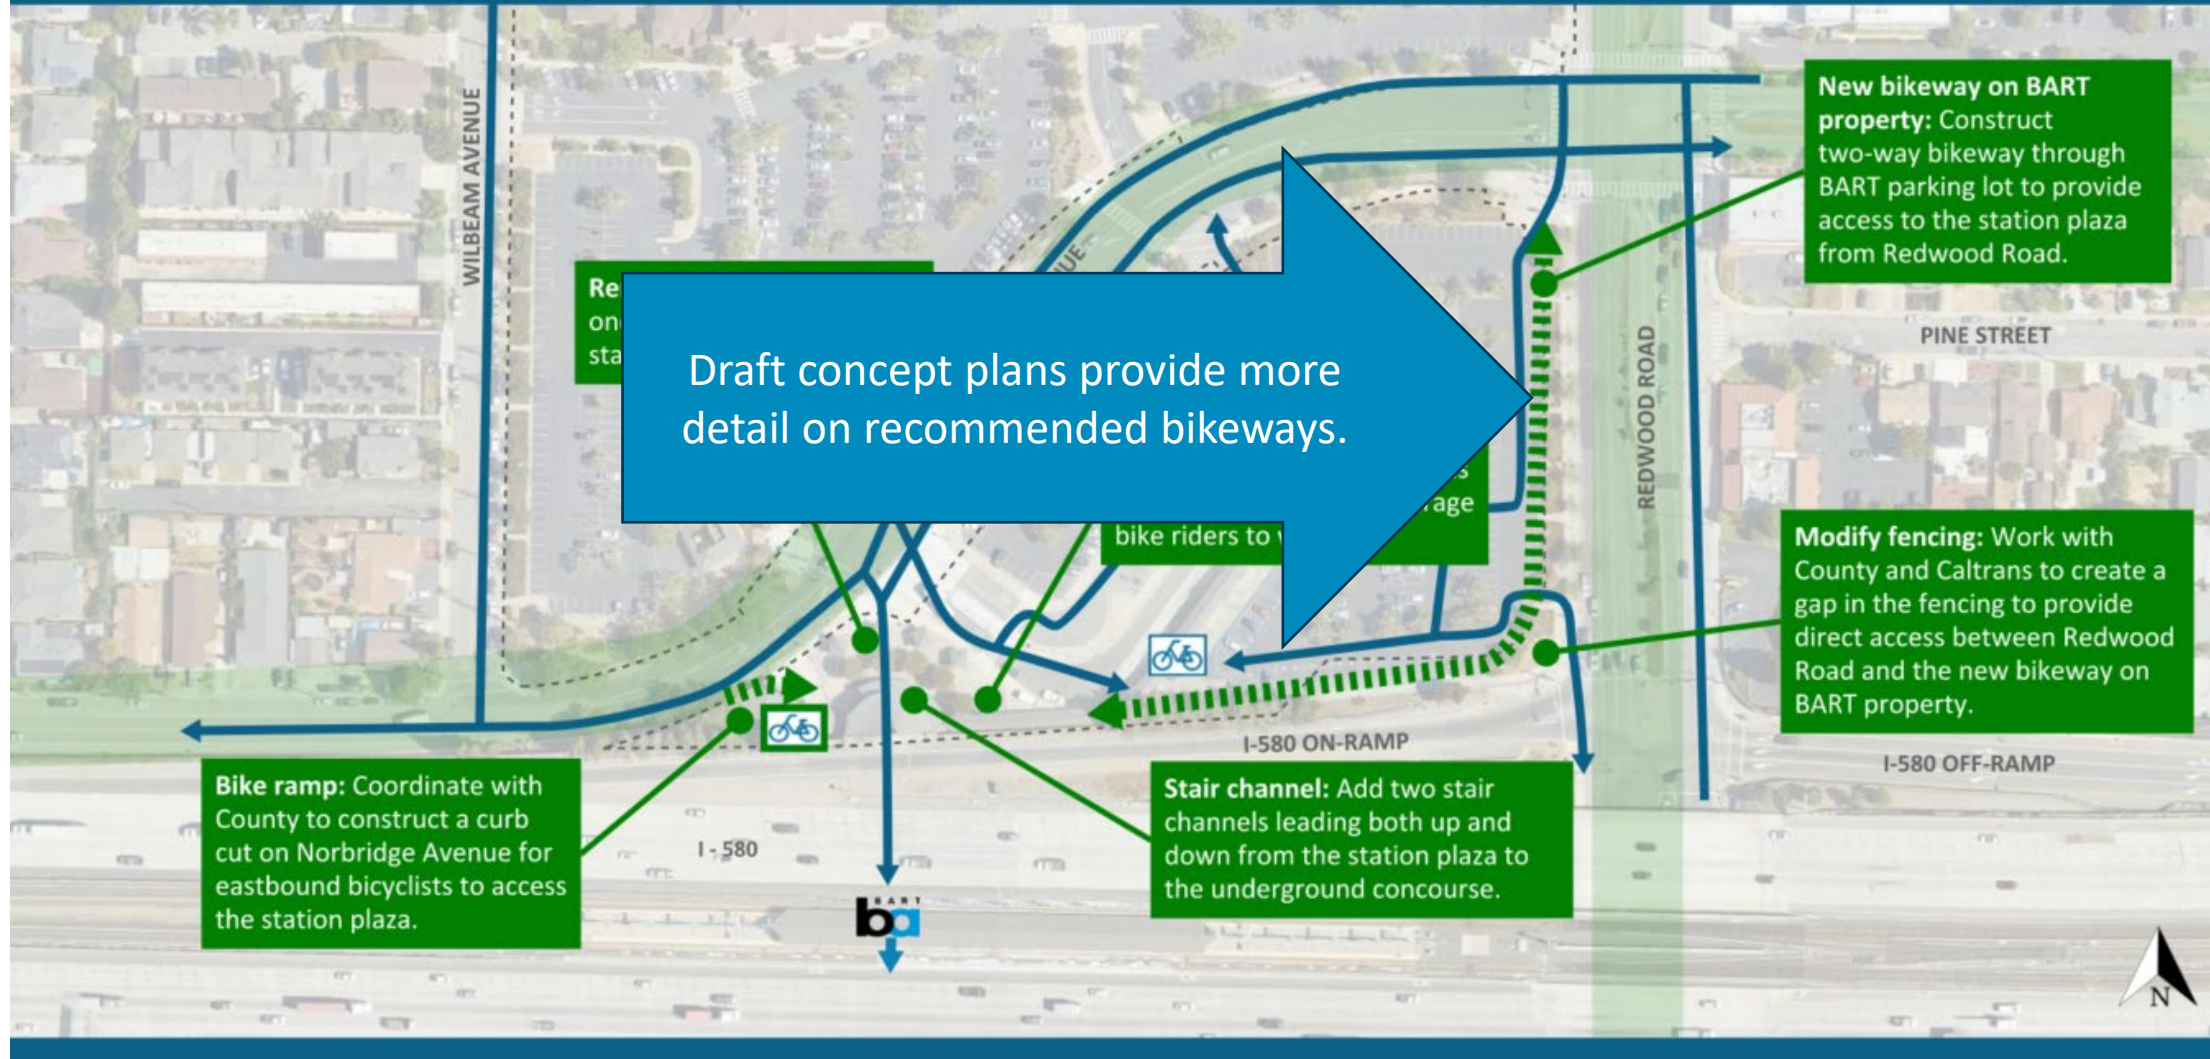 WILBEAM AVENUE
New bikeway on BART
property: Construct
two-way bikeway through
BART parking lot to provide
access to the station plaza
from Redwood Road.
PINE STREET
REDWOOD ROAD
Draft concept plans provide more
detail on recommended bikeways.
bike riders to
Modify fencing: Work with
County and Caltrans to create a
gap in the fencing to provide
direct access between Redwood
Road and the new bikeway on
BART property.
I-580 ON-RAMP
I-580 OFF-RAMP
Bike ramp: Coordinate with
County to construct a curb
cut on Norbridge Avenue for
eastbound bicyclists to access
the station plaza.
Stair channel: Add two stair
channels leading both up and
down from the station plaza to
the underground concourse.
I - 580
BART
ba
N